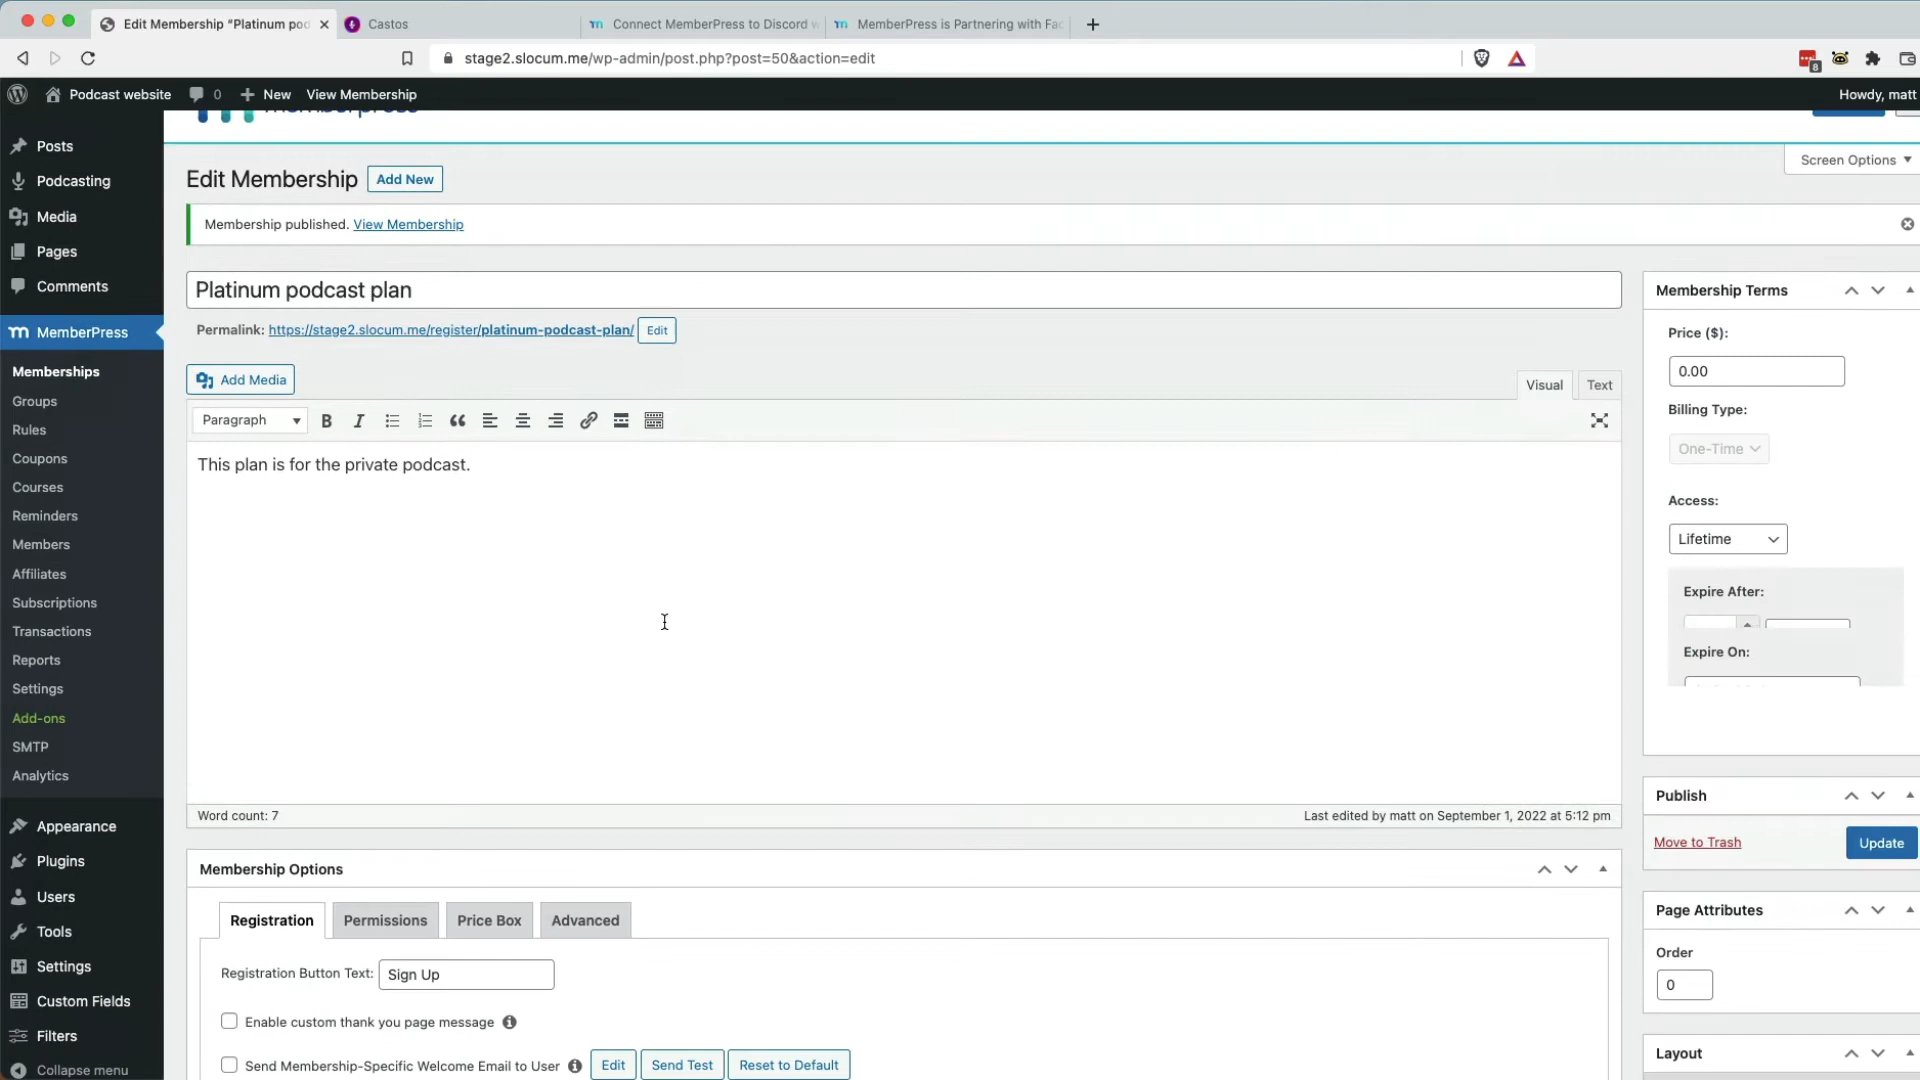 Edit Membership "Platinum pod
Castos
Connect MemberPress to Discord w
MemberPress is Partnering with Fac
stage2.slocum.me/wp-admin/post.php?post=50&action=edit
8
Podcast website
0
New
View Membership
Howdy, matt
Posts
Podcasting
Media
Pages
Comments
MemberPress
Memberships
Groups
Rules
Coupons
Courses
Reminders
Members
Affiliates
Subscriptions
Transactions
Reports
Settings
Add-ons
SMTP
Analytics
Appearance
Plugins
Users
Tools
Settings
Custom Fields
Filters
Collapse menu
memberpress
Screen Options
Edit Membership
Add New
Membership published. View Membership
Platinum podcast plan
Permalink: https://stage2.slocum.me/register/platinum-podcast-plan/ Edit
Add Media
Visual
Text
Paragraph
This plan is for the private podcast.
Word count: 7
Last edited by matt on September 1, 2022 at 5:12 pm
Membership Options
Registration
Permissions
Price Box
Advanced
Registration Button Text: Sign Up
Enable custom thank you page message
Send Membership-Specific Welcome Email to User
Edit
Send Test
Reset to Default
Membership Terms
Price ($):
0.00
Billing Type:
One-Time
Access:
Lifetime
Expire After:
Expire On:
Publish
Move to Trash
Update
Page Attributes
Order
0
Layout